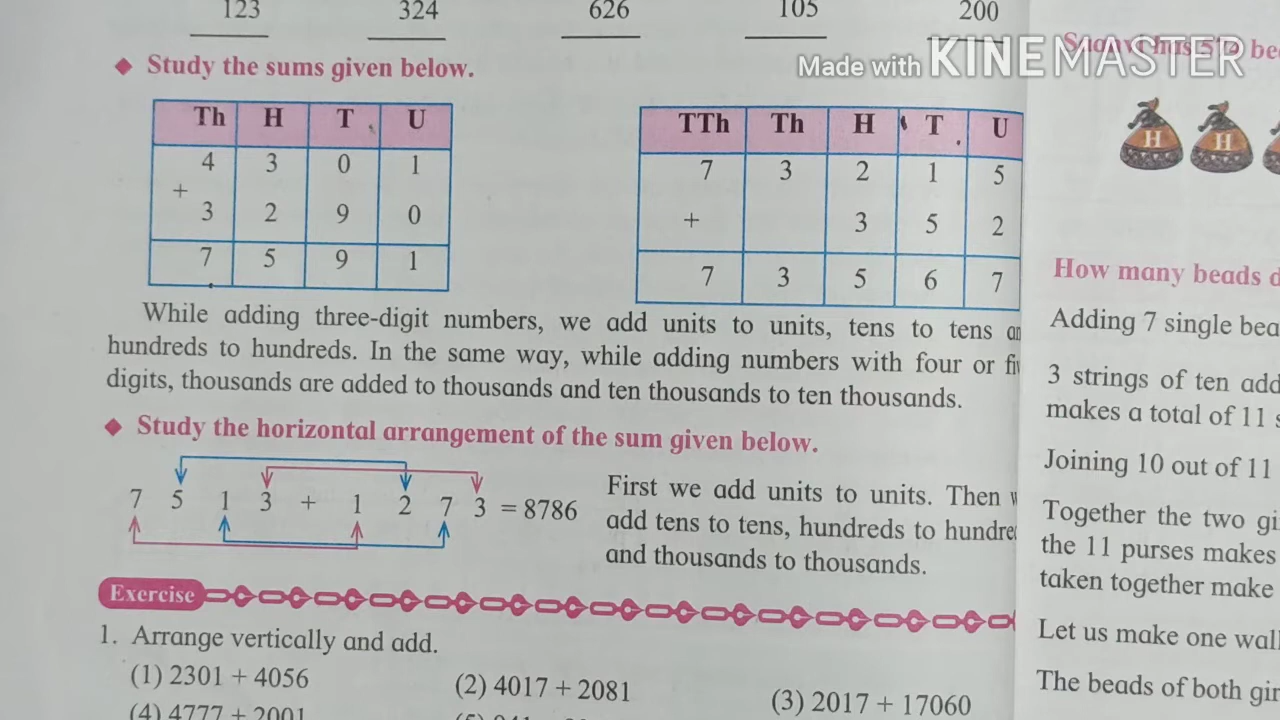 123 324 626 105 200
Made with KINEMASTER
◆ Study the sums given below.
Th H T U
4 3 0 1
+
3 2 9 0
7 5 9 1
TTh Th H T U
7 3 2 1 5
+ 3 5 2
7 3 5 6 7
While adding three-digit numbers, we add units to units, tens to tens
hundreds to hundreds. In the same way, while adding numbers with four or
digits, thousands are added to thousands and ten thousands to ten thousands.
◆ Study the horizontal arrangement of the sum given below.
7 5 1 3 + 1 2 7 3 = 8786
First we add units to units. Then
add tens to tens, hundreds to
and thousands to thousands.
Exercise
1. Arrange vertically and add.
(1) 2301 + 4056
(2) 4017 + 2081
(3) 2017 + 17060
(4) 4777 + 2001
has
H H
How many beads
Adding 7 single
3 strings of ten
makes a total of 11
Joining 10 out of 11
Together the two
the 11 purses makes
taken together make
Let us make one
The beads of both